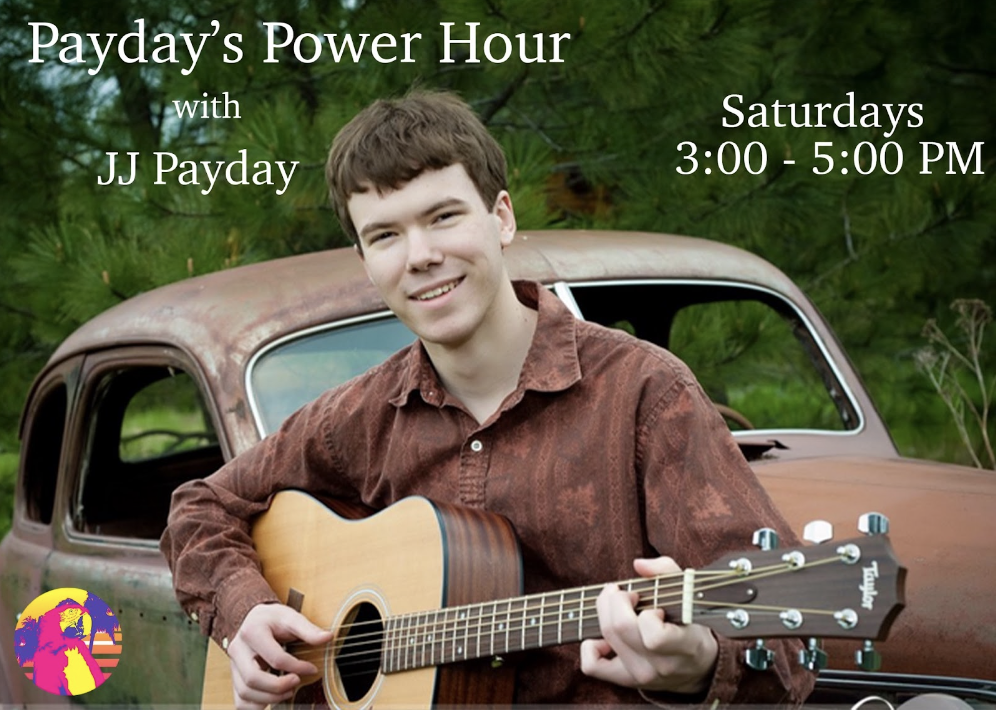 Payday’s Power Hour
with
JJ Payday
Saturdays
3:00 - 5:00 PM
Taylor